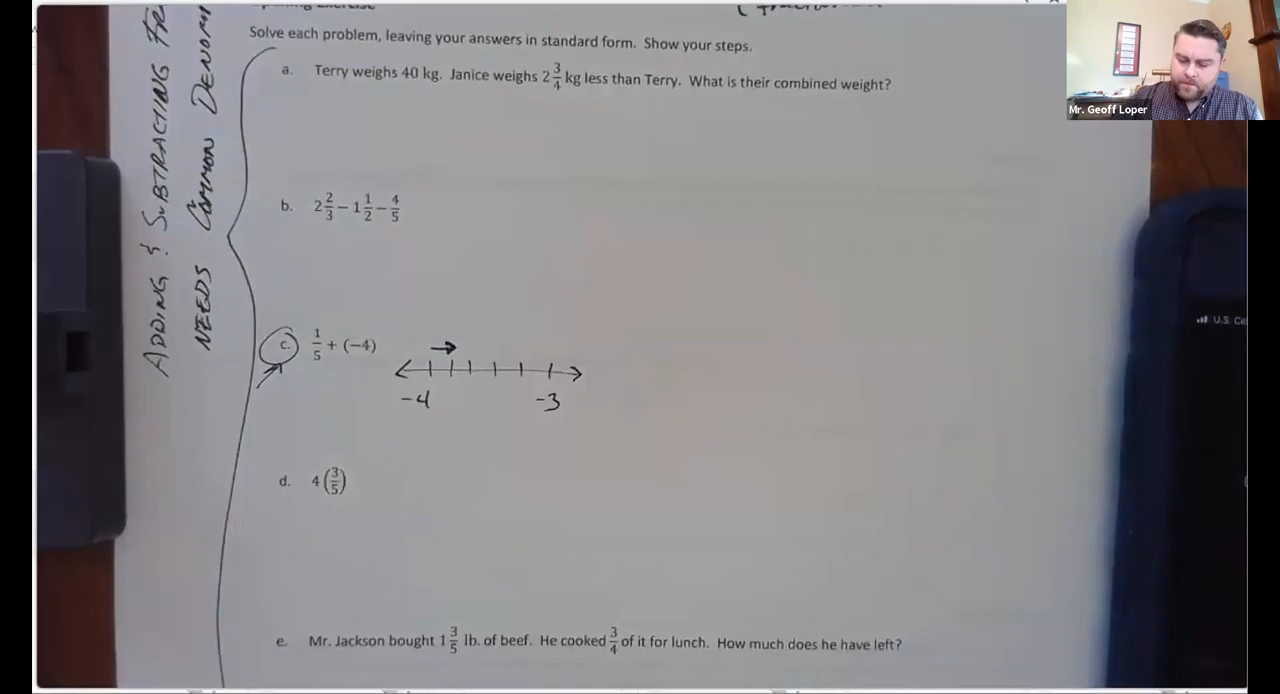 Solve each problem, leaving your answers in standard form. Show your steps.
a. Terry weighs 40 kg. Janice weighs 2 3/4 kg less than Terry. What is their combined weight?
b. 2 2/3 − 1 1/2 − 4/5
c. 1/5 + (−4)
-4 -3
d. 4(3/5)
e. Mr. Jackson bought 1 3/5 lb. of beef. He cooked 3/4 of it for lunch. How much does he have left?
ADDING & SUBTRACTING
NEEDS COMMON
Mr. Geoff Loper
U.S.